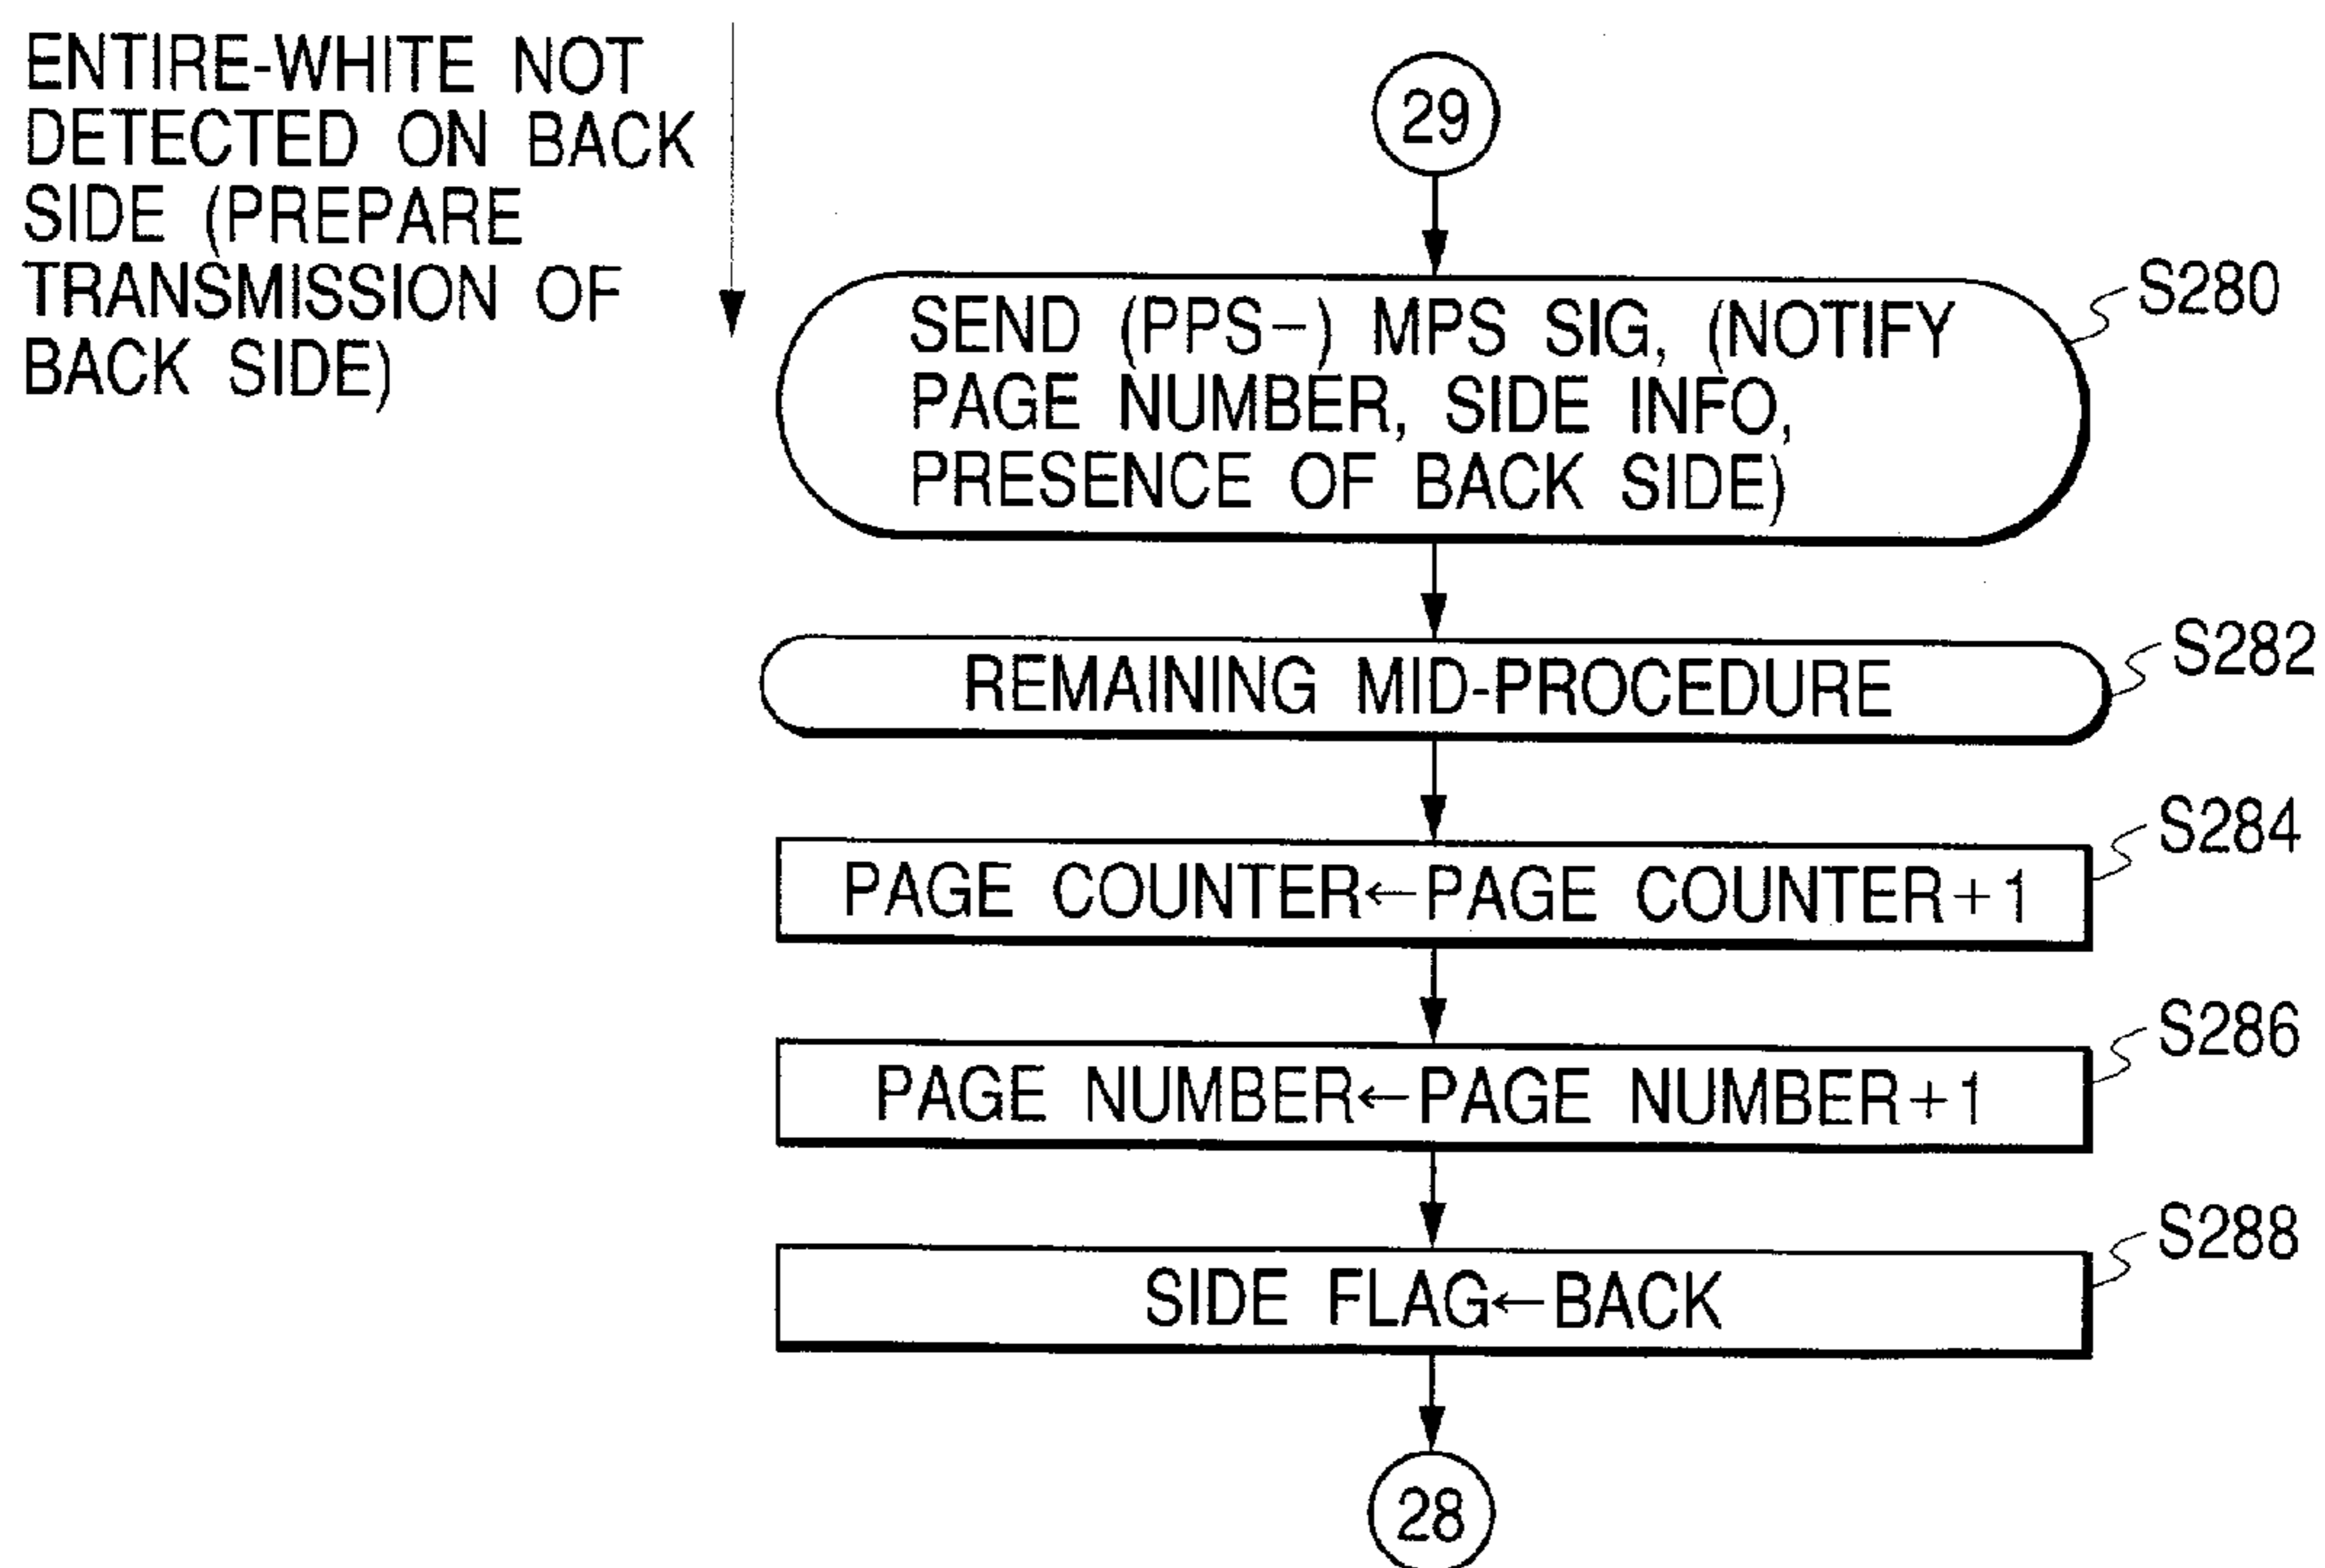 ENTIRE-WHITE NOT
DETECTED ON BACK
SIDE (PREPARE
TRANSMISSION OF
BACK SIDE)
29
SEND (PPS-) MPS SIG, (NOTIFY
PAGE NUMBER, SIDE INFO,
PRESENCE OF BACK SIDE)
S280
REMAINING MID-PROCEDURE
S282
PAGE COUNTER←PAGE COUNTER+1
S284
PAGE NUMBER←PAGE NUMBER+1
S286
SIDE FLAG←BACK
S288
28